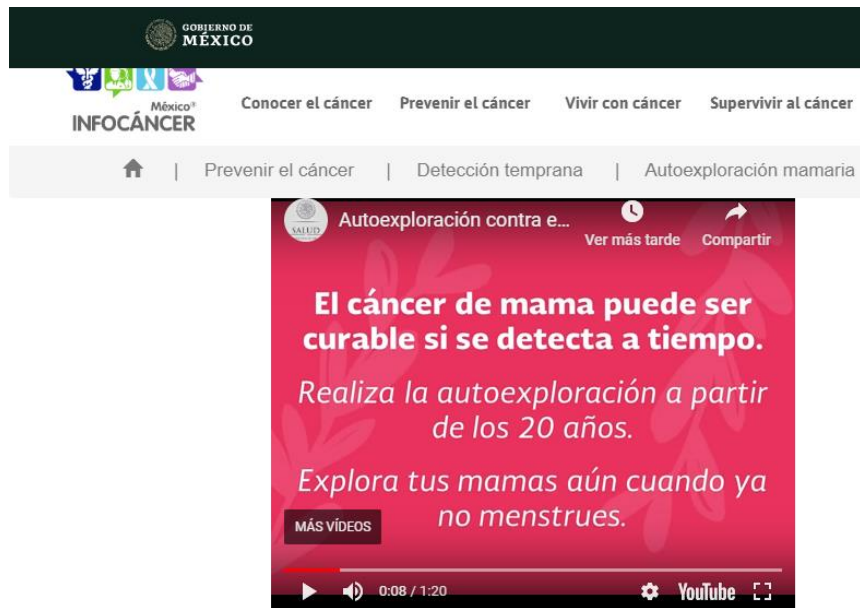 GOBIERNO DE
MÉXICO
México®
INFOCÁNCER
Conocer el cáncer Prevenir el cáncer Vivir con cáncer Supervivir al cáncer
| Prevenir el cáncer | Detección temprana | Autoexploración mamaria
SALUD
Autoexploración contra e...
Ver más tarde Compartir
El cáncer de mama puede ser
curable si se detecta a tiempo.
Realiza la autoexploración a partir
de los 20 años.
Explora tus mamas aún cuando ya
no menstrues.
MÁS VÍDEOS
0:08 / 1:20 YouTube